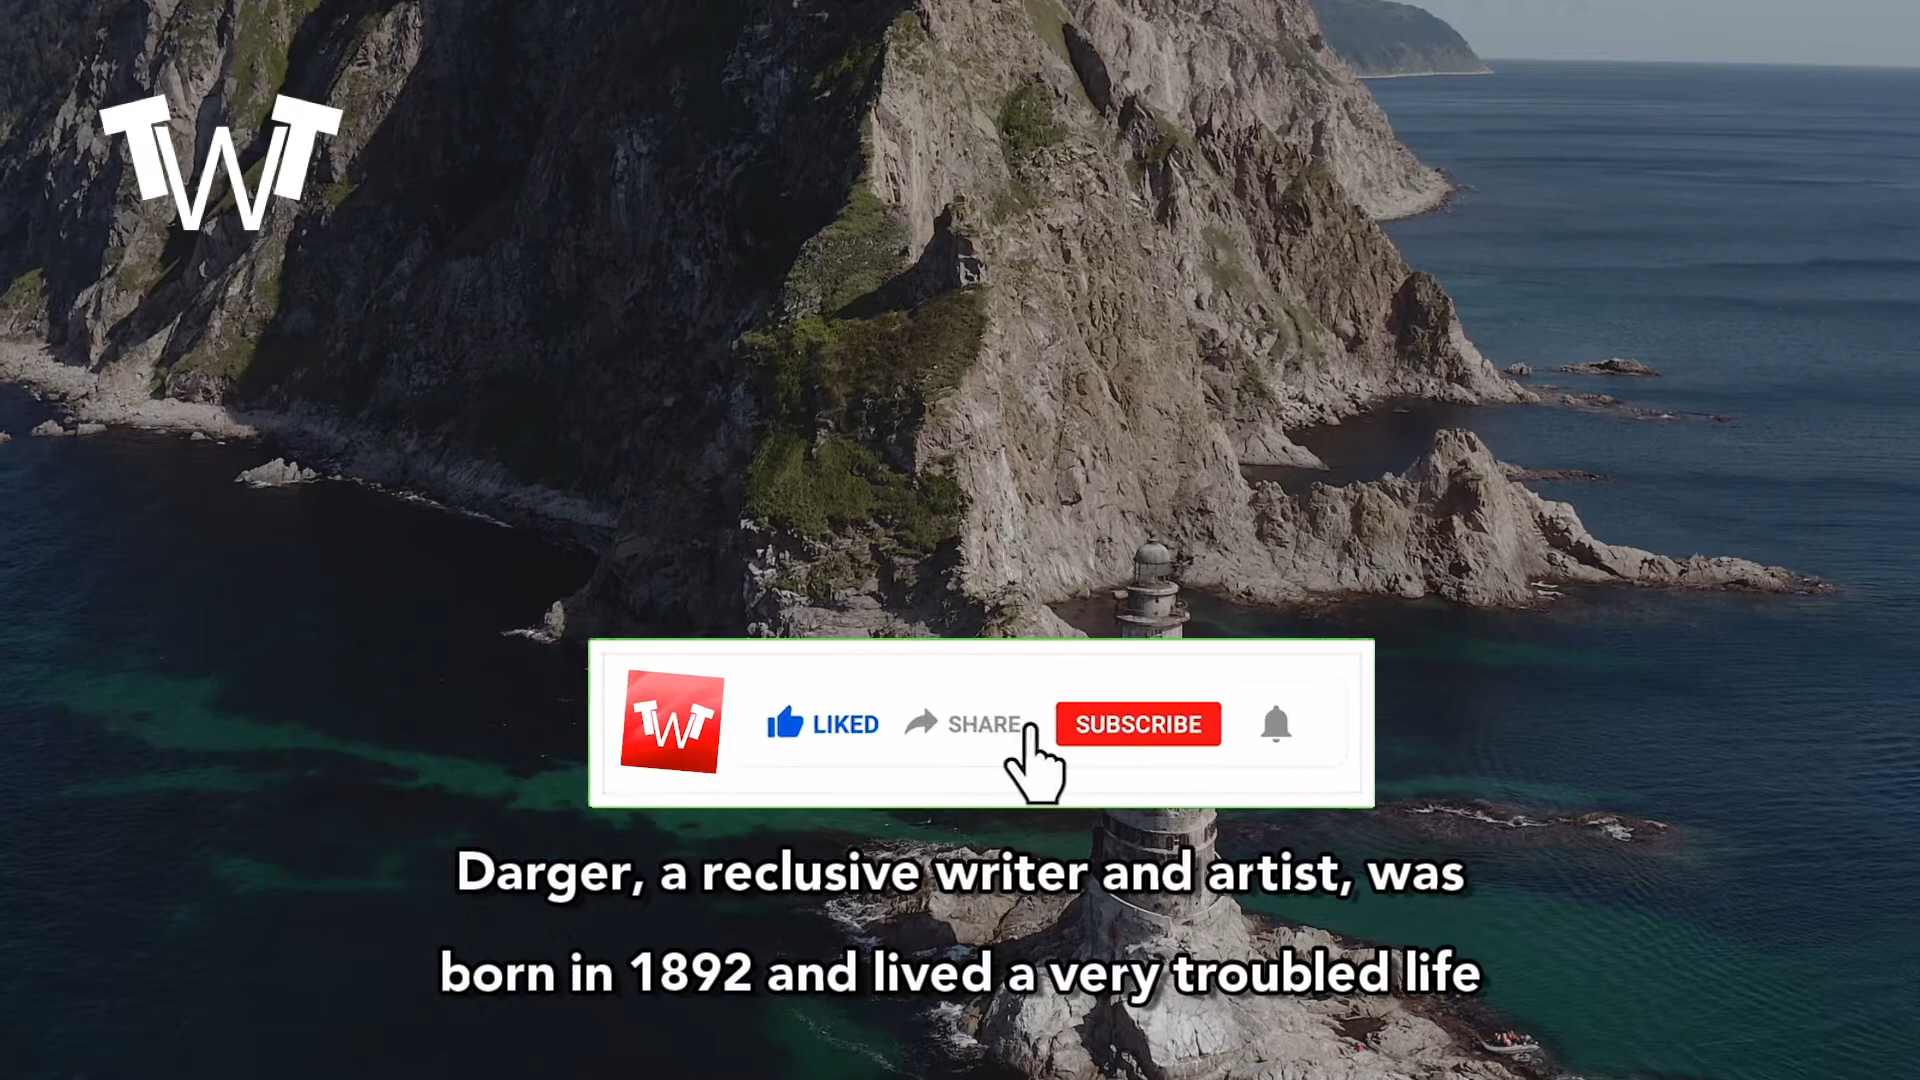 TWT
TWT
LIKED
SHARE
SUBSCRIBE
Darger, a reclusive writer and artist, was
born in 1892 and lived a very troubled life